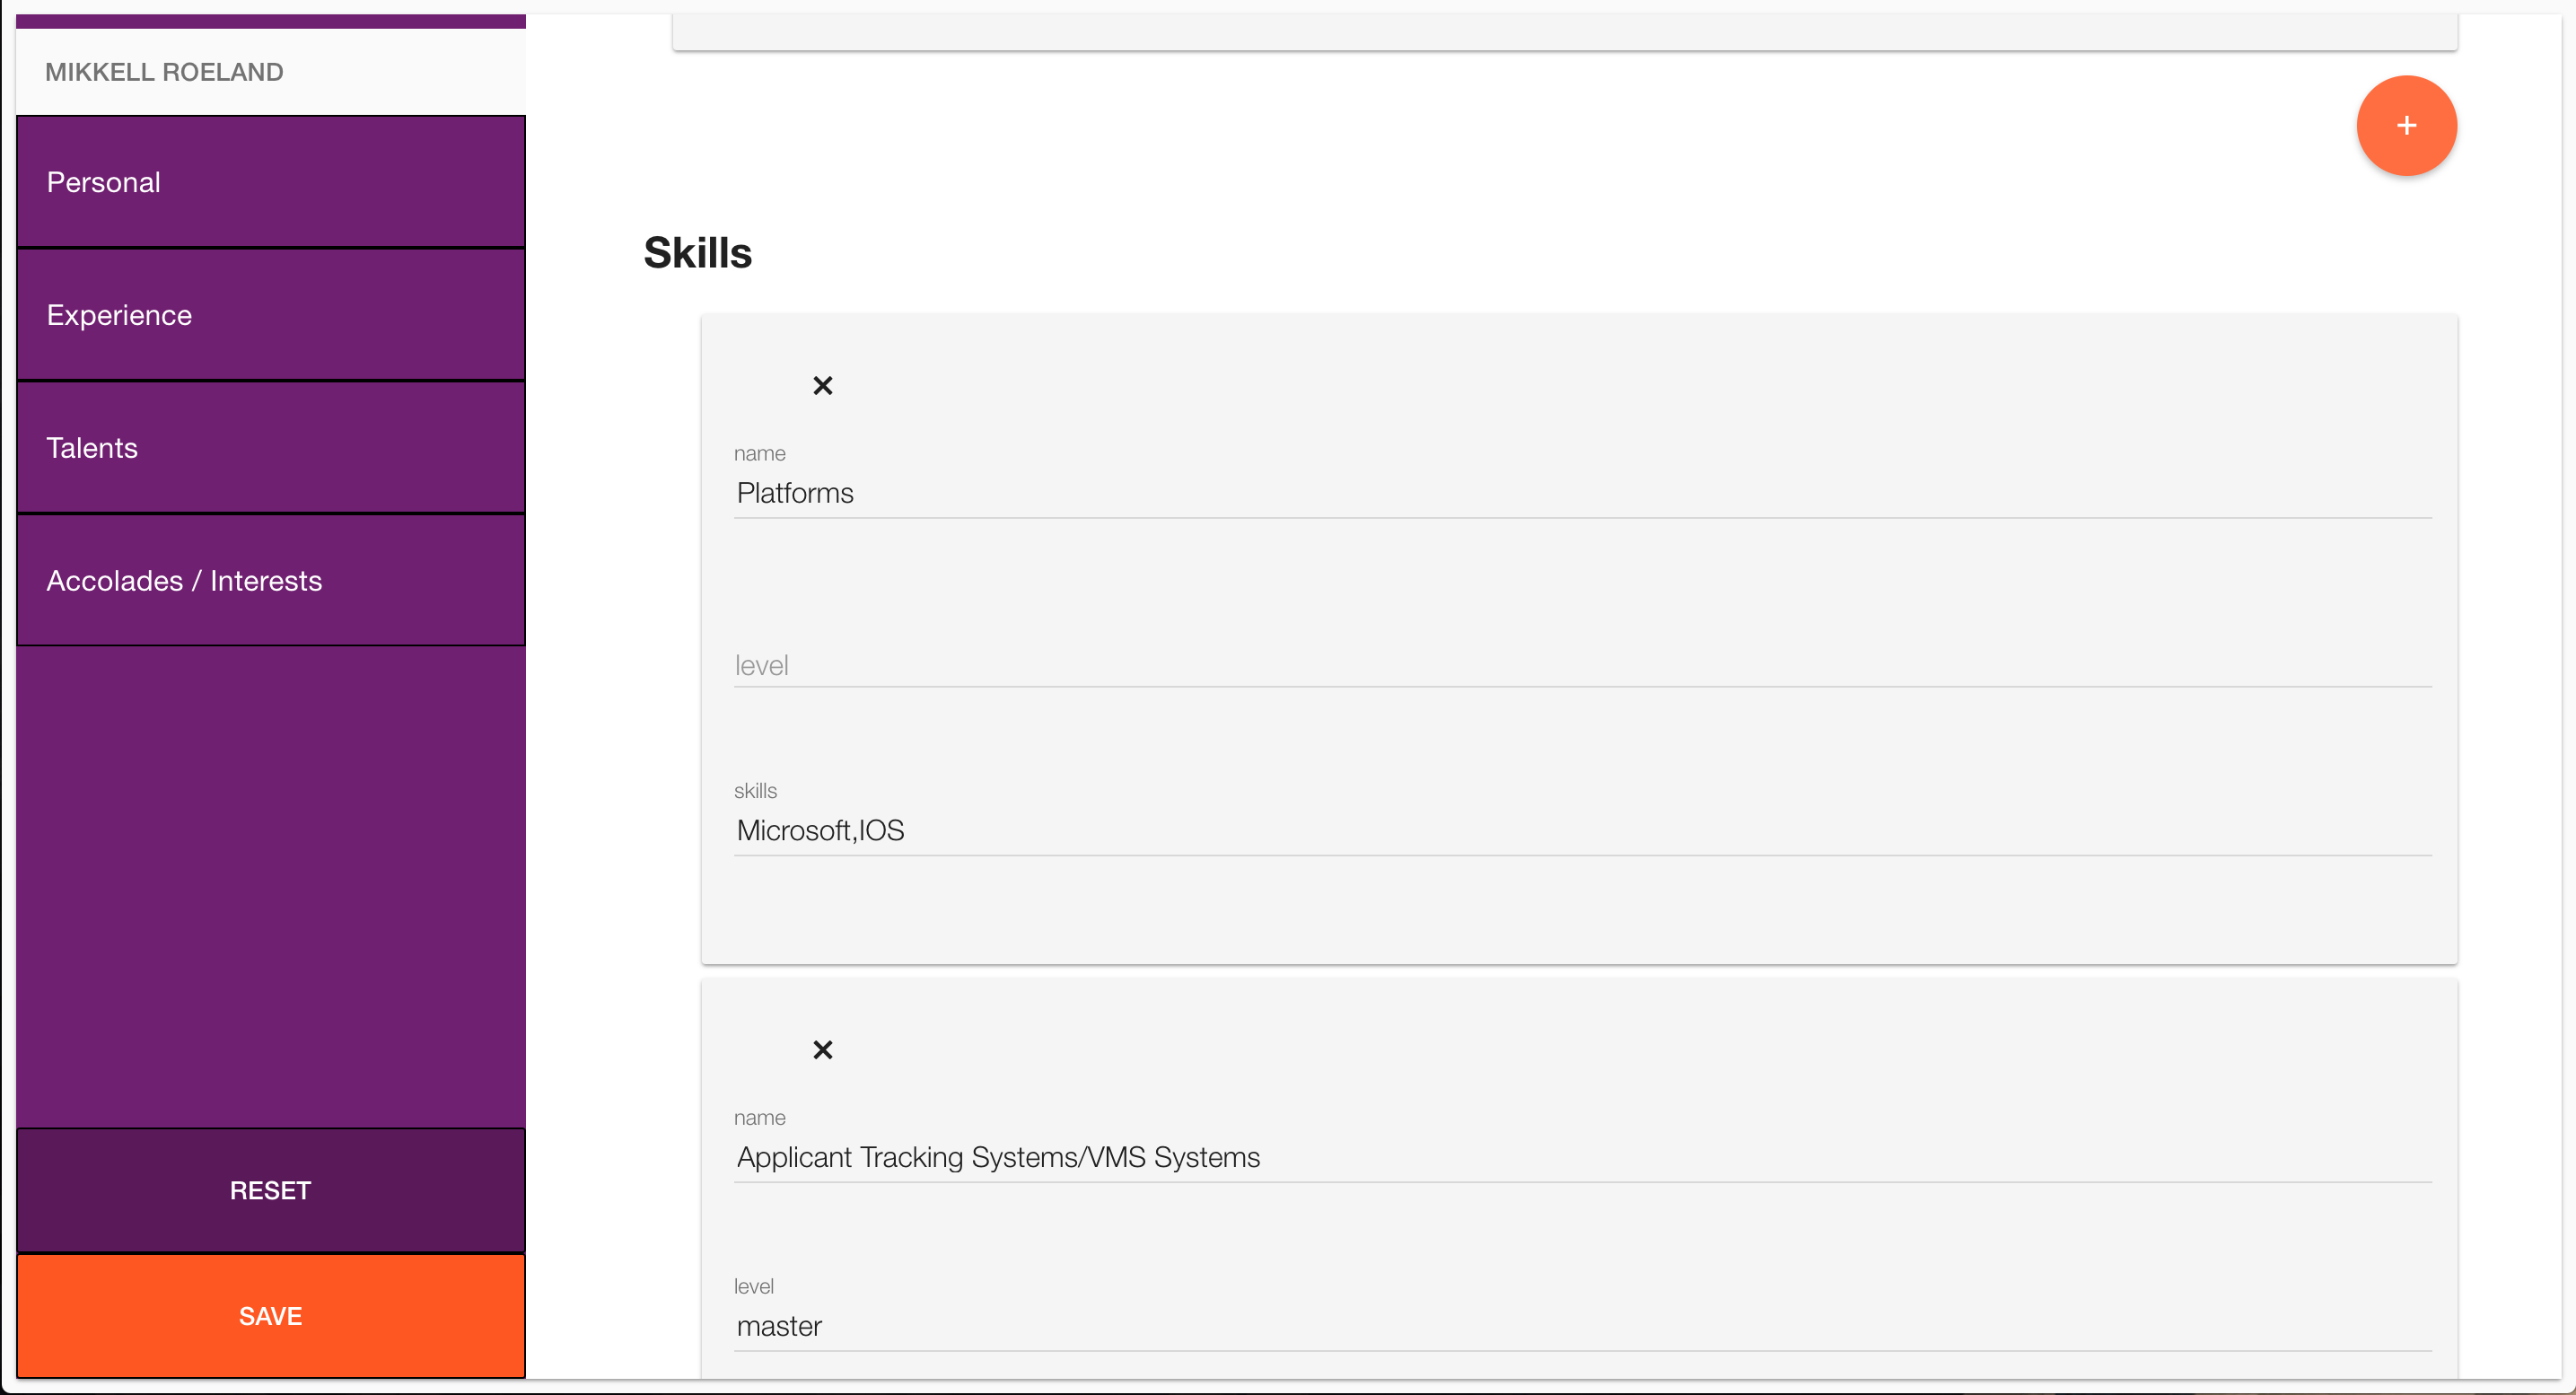 MIKKELL ROELAND
Personal
Experience
Talents
Accolades / Interests
RESET
SAVE
+
Skills
×
name
Platforms
level
skills
Microsoft,IOS
×
name
Applicant Tracking Systems/VMS Systems
level
master